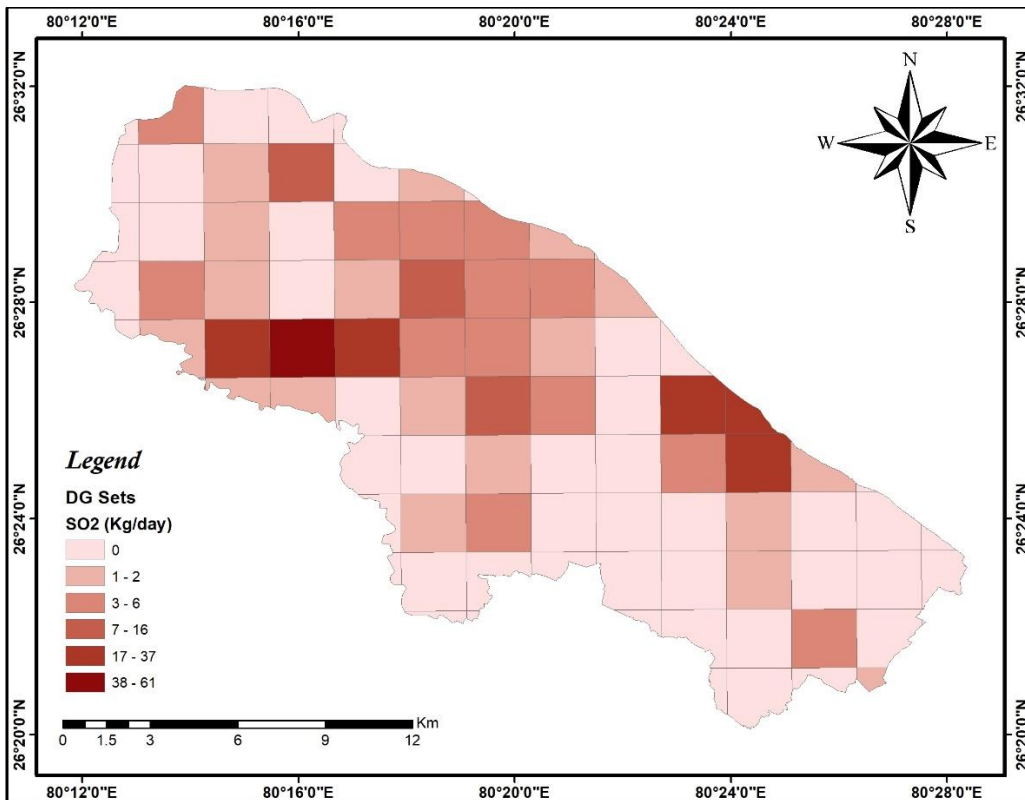 80°12'0"E 80°16'0"E 80°20'0"E 80°24'0"E 80°28'0"E
26°32'0"N 26°32'0"N
N
W E
S
26°28'0"N 26°28'0"N
Legend
DG Sets
SO2 (Kg/day)
0
1 - 2
3 - 6
7 - 16
17 - 37
38 - 61
26°24'0"N 26°24'0"N
Km
0 1.5 3 6 9 12
26°20'0"N 26°20'0"N
80°12'0"E 80°16'0"E 80°20'0"E 80°24'0"E 80°28'0"E